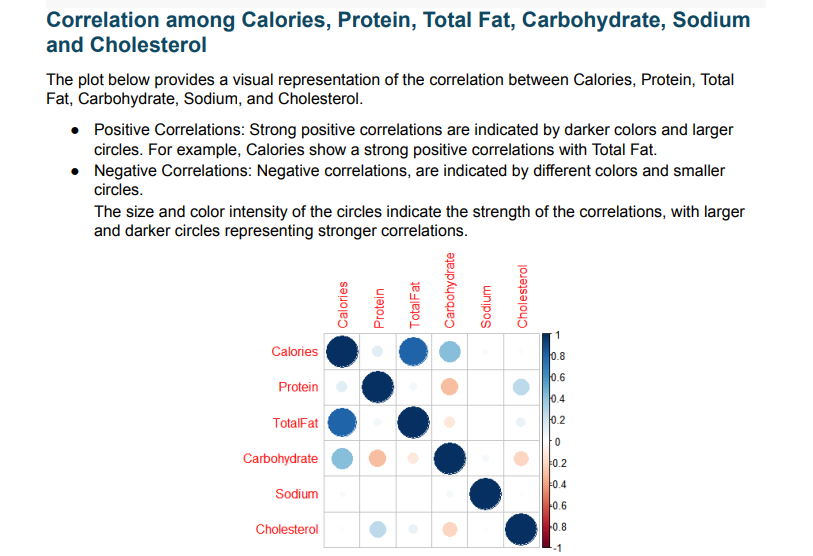 Correlation among Calories, Protein, Total Fat, Carbohydrate, Sodium
and Cholesterol
The plot below provides a visual representation of the correlation between Calories, Protein, Total
Fat, Carbohydrate, Sodium, and Cholesterol.
● Positive Correlations: Strong positive correlations are indicated by darker colors and larger
circles. For example, Calories show a strong positive correlations with Total Fat.
● Negative Correlations: Negative correlations, are indicated by different colors and smaller
circles.
The size and color intensity of the circles indicate the strength of the correlations, with larger
and darker circles representing stronger correlations.
Calories
Protein
TotalFat
Carbohydrate
Sodium
Cholesterol
Calories
Protein
TotalFat
Carbohydrate
Sodium
Cholesterol
1
0.8
0.6
0.4
0.2
0
-0.2
-0.4
-0.6
-0.8
-1